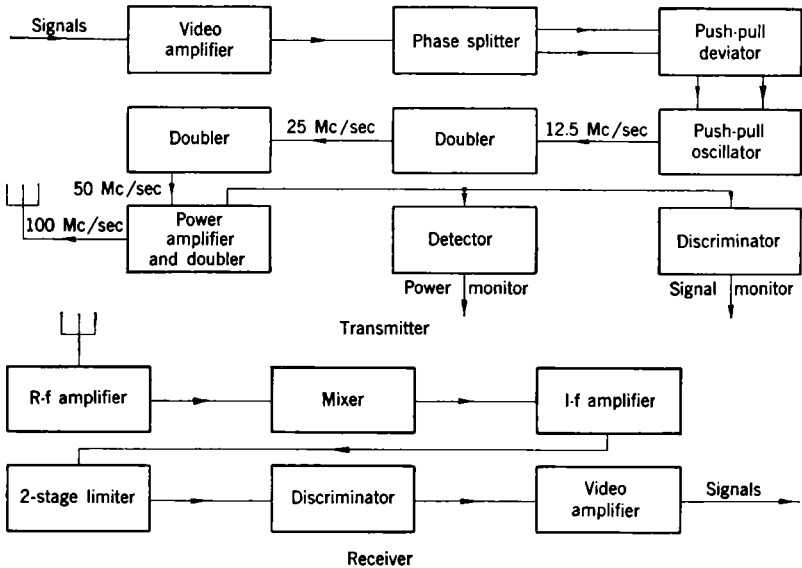 Signals
Video
amplifier
Phase splitter
Push-pull
deviator
Doubler
25 Mc/sec
Doubler
12.5 Mc/sec
Push-pull
oscillator
50 Mc/sec
100 Mc/sec
Power
amplifier
and doubler
Detector
Discriminator
Power monitor
Signal monitor
Transmitter
R-f amplifier
Mixer
I-f amplifier
2-stage limiter
Discriminator
Video
amplifier
Signals
Receiver